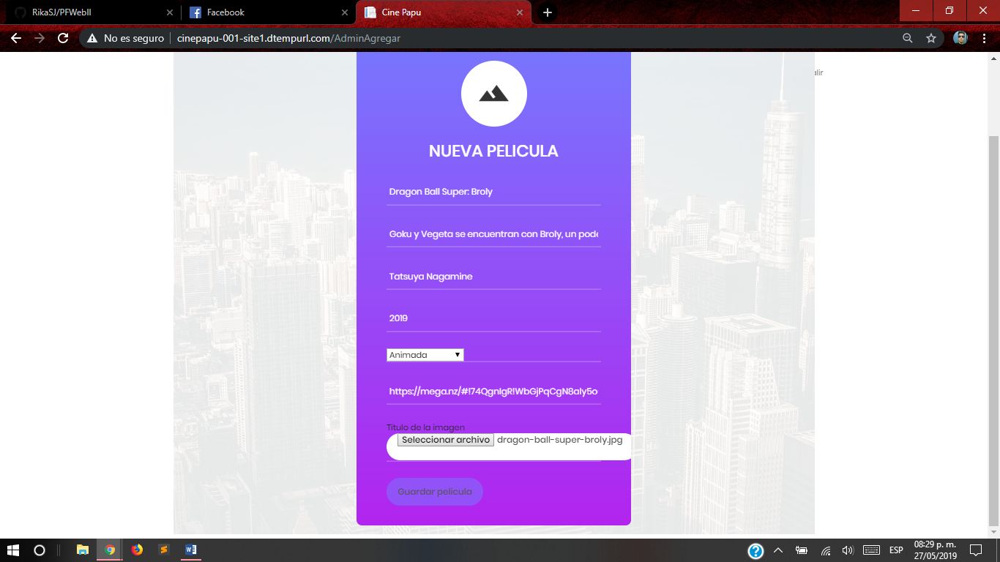 RikaSJ/PFWebII
Facebook
Cine Papu
No es seguro
cinepapu-001-site1.dtempurl.com/AdminAgregar
alir
NUEVA PELICULA
Dragon Ball Super: Broly
Goku y Vegeta se encuentran con Broly, un pode
Tatsuya Nagamine
2019
Animada
https://mega.nz/#!74QgnIgR!WbGjPqCgN8aly5o
Titulo de la imagen
Seleccionar archivo dragon-ball-super-broly.jpg
Guardar pelicula
ESP
08:29 p. m.
27/05/2019